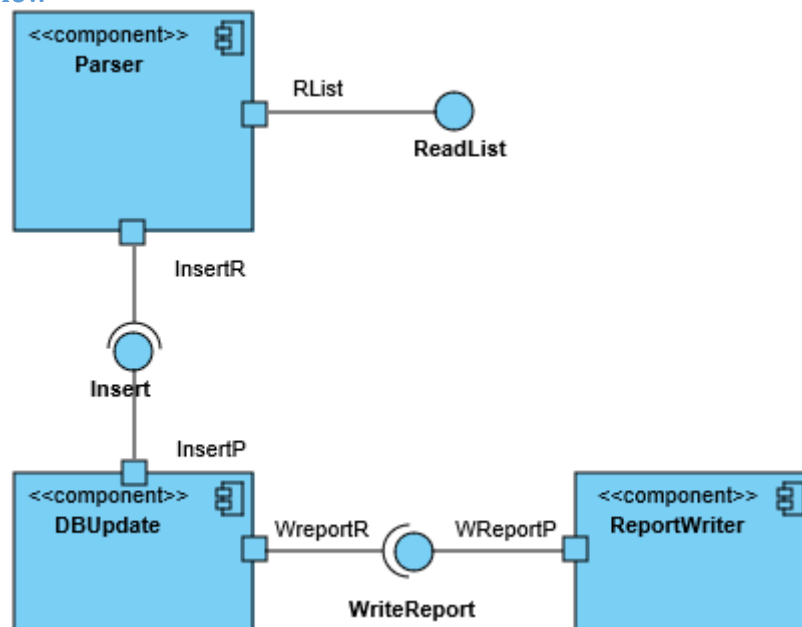 <<component>>
Parser
RList
ReadList
InsertR
Insert
InsertP
<<component>>
DBUpdate
WreportR
WReportP
WriteReport
<<component>>
ReportWriter